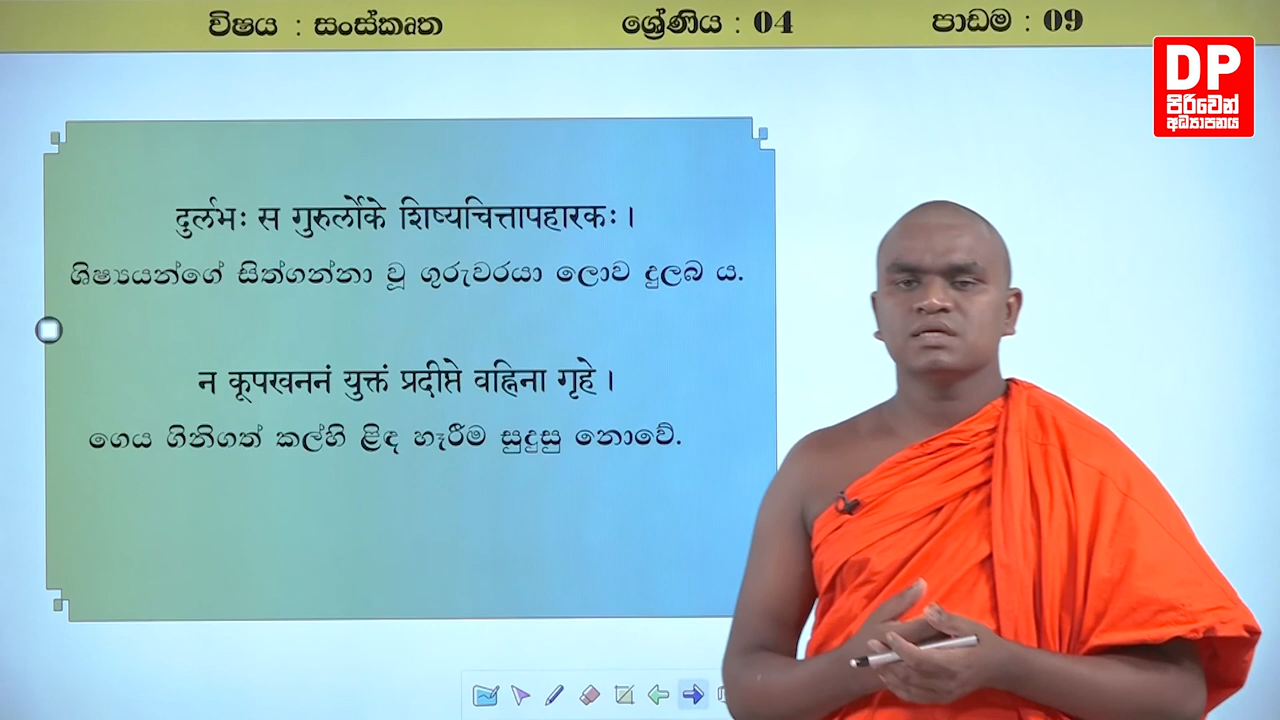 විෂය : සංස්කෘත ශ්‍රේණිය : 04 පාඩම : 09
DP
පිරිවෙන්
අධ්‍යාපනය
दुर्लभः स गुरुर्लोके शिष्यचित्तापहारकः ।
ශිෂ්‍යයන්ගේ සිත්ගන්නා වූ ගුරුවරයා ලොව දුලබ ය.
न कूपखननं युक्तं प्रदीप्ते वह्निना गृहे ।
ගෙය ගිනිගත් කල්හි ළිඳ හෑරීම සුදුසු නොවේ.